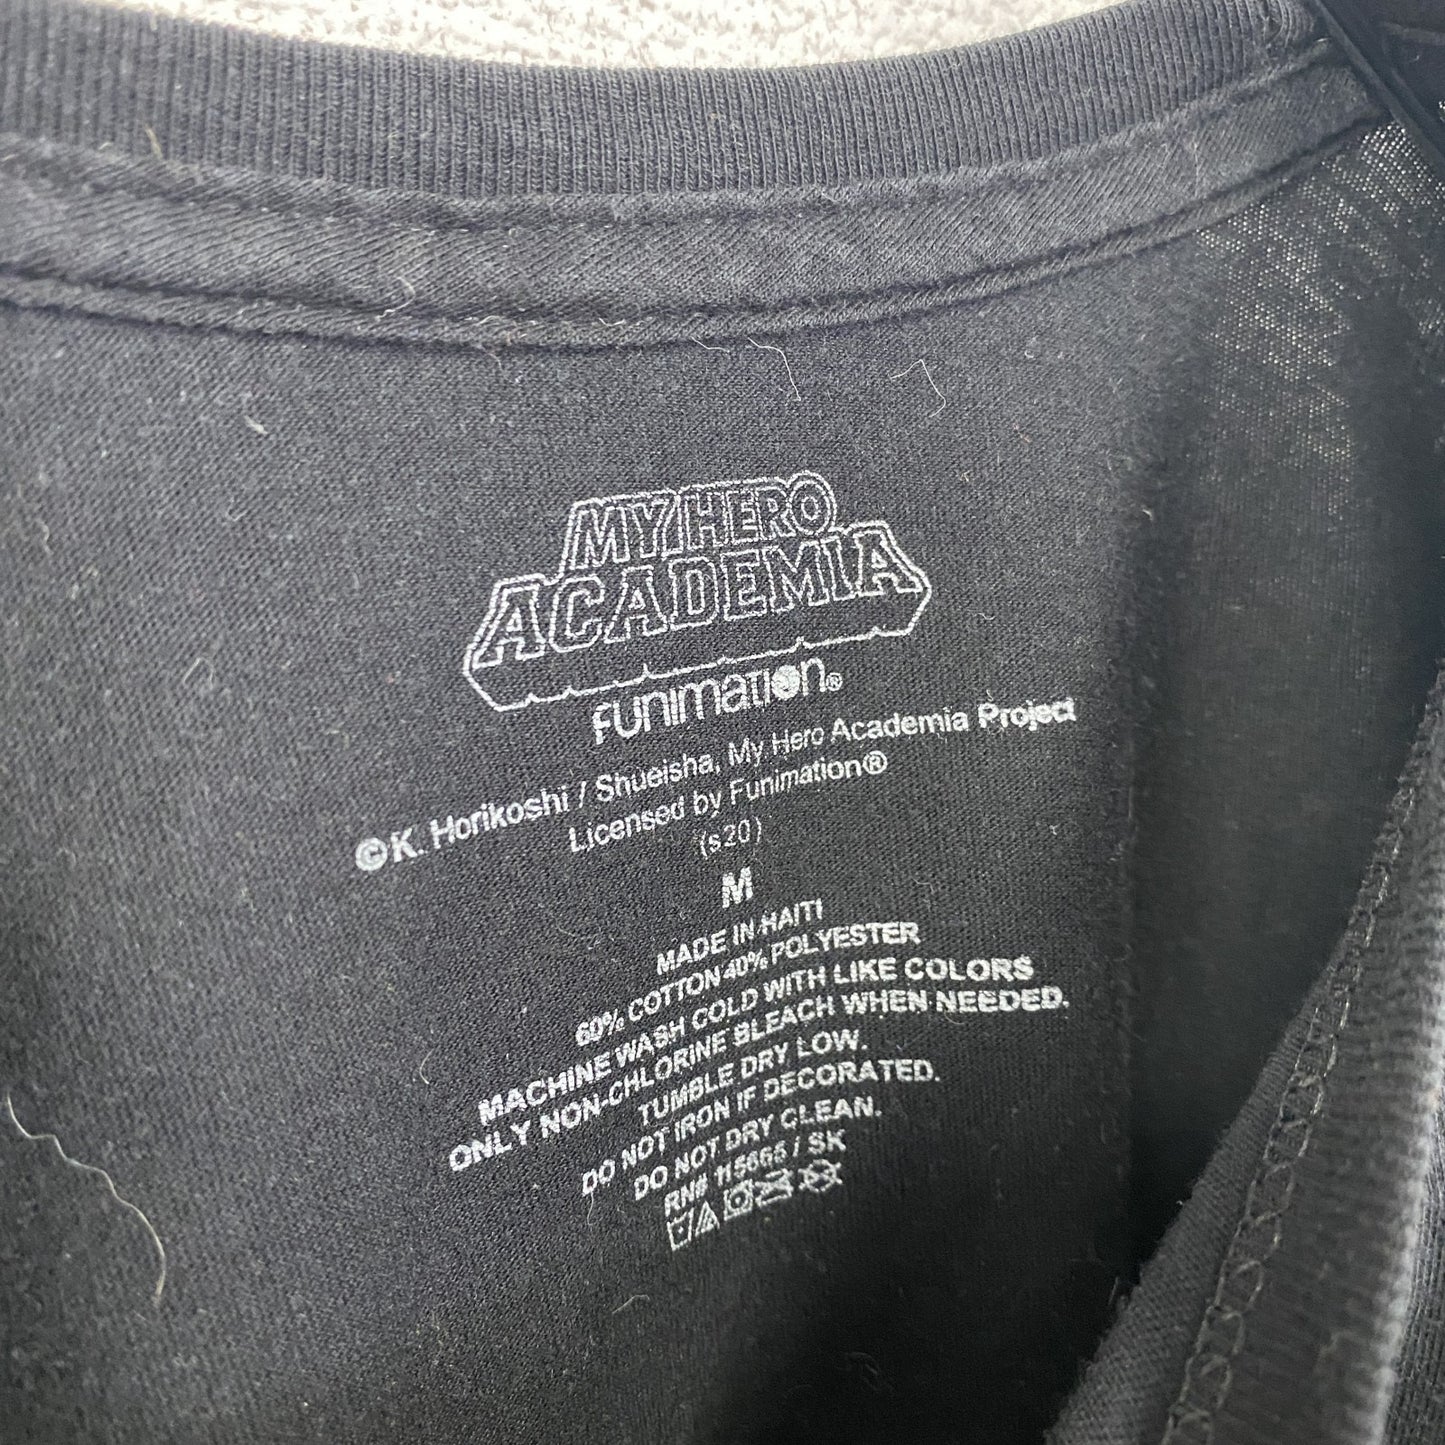 MY HERO
ACADEMIA
FUNIMATION®
©K. Horikoshi / Shueisha, My Hero Academia Project
Licensed by Funimation®
(s20)
M
MADE IN HAITI
60% COTTON 40% POLYESTER
MACHINE WASH COLD WITH LIKE COLORS
ONLY NON-CHLORINE BLEACH WHEN NEEDED.
TUMBLE DRY LOW.
DO NOT IRON IF DECORATED.
DO NOT DRY CLEAN.
RN# 115665 / SK